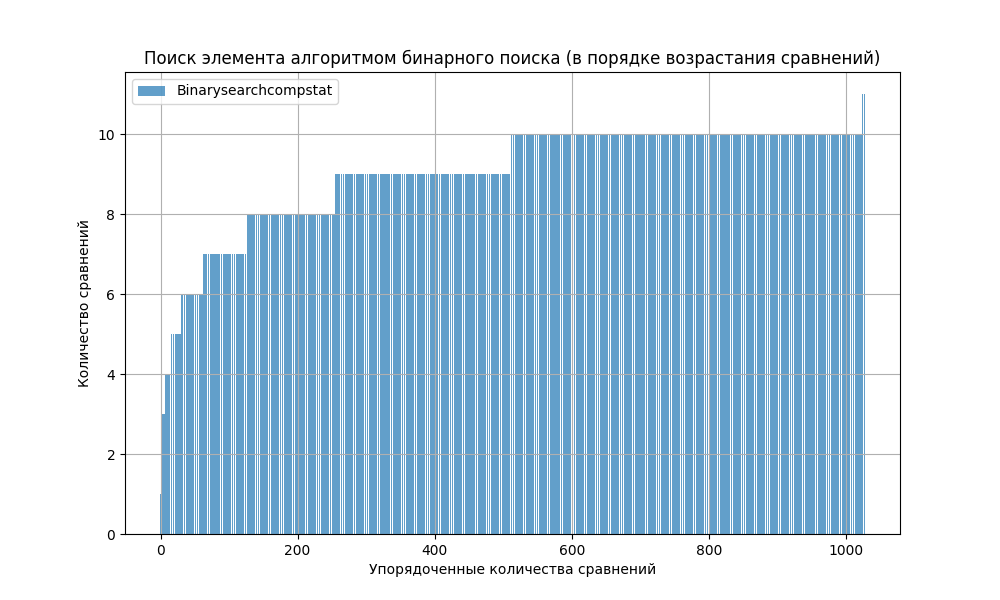 Поиск элемента алгоритмом бинарного поиска (в порядке возрастания сравнений)
Binarysearchcompstat
10
8
6
4
2
0
Количество сравнений
0 200 400 600 800 1000
Упорядоченные количества сравнений